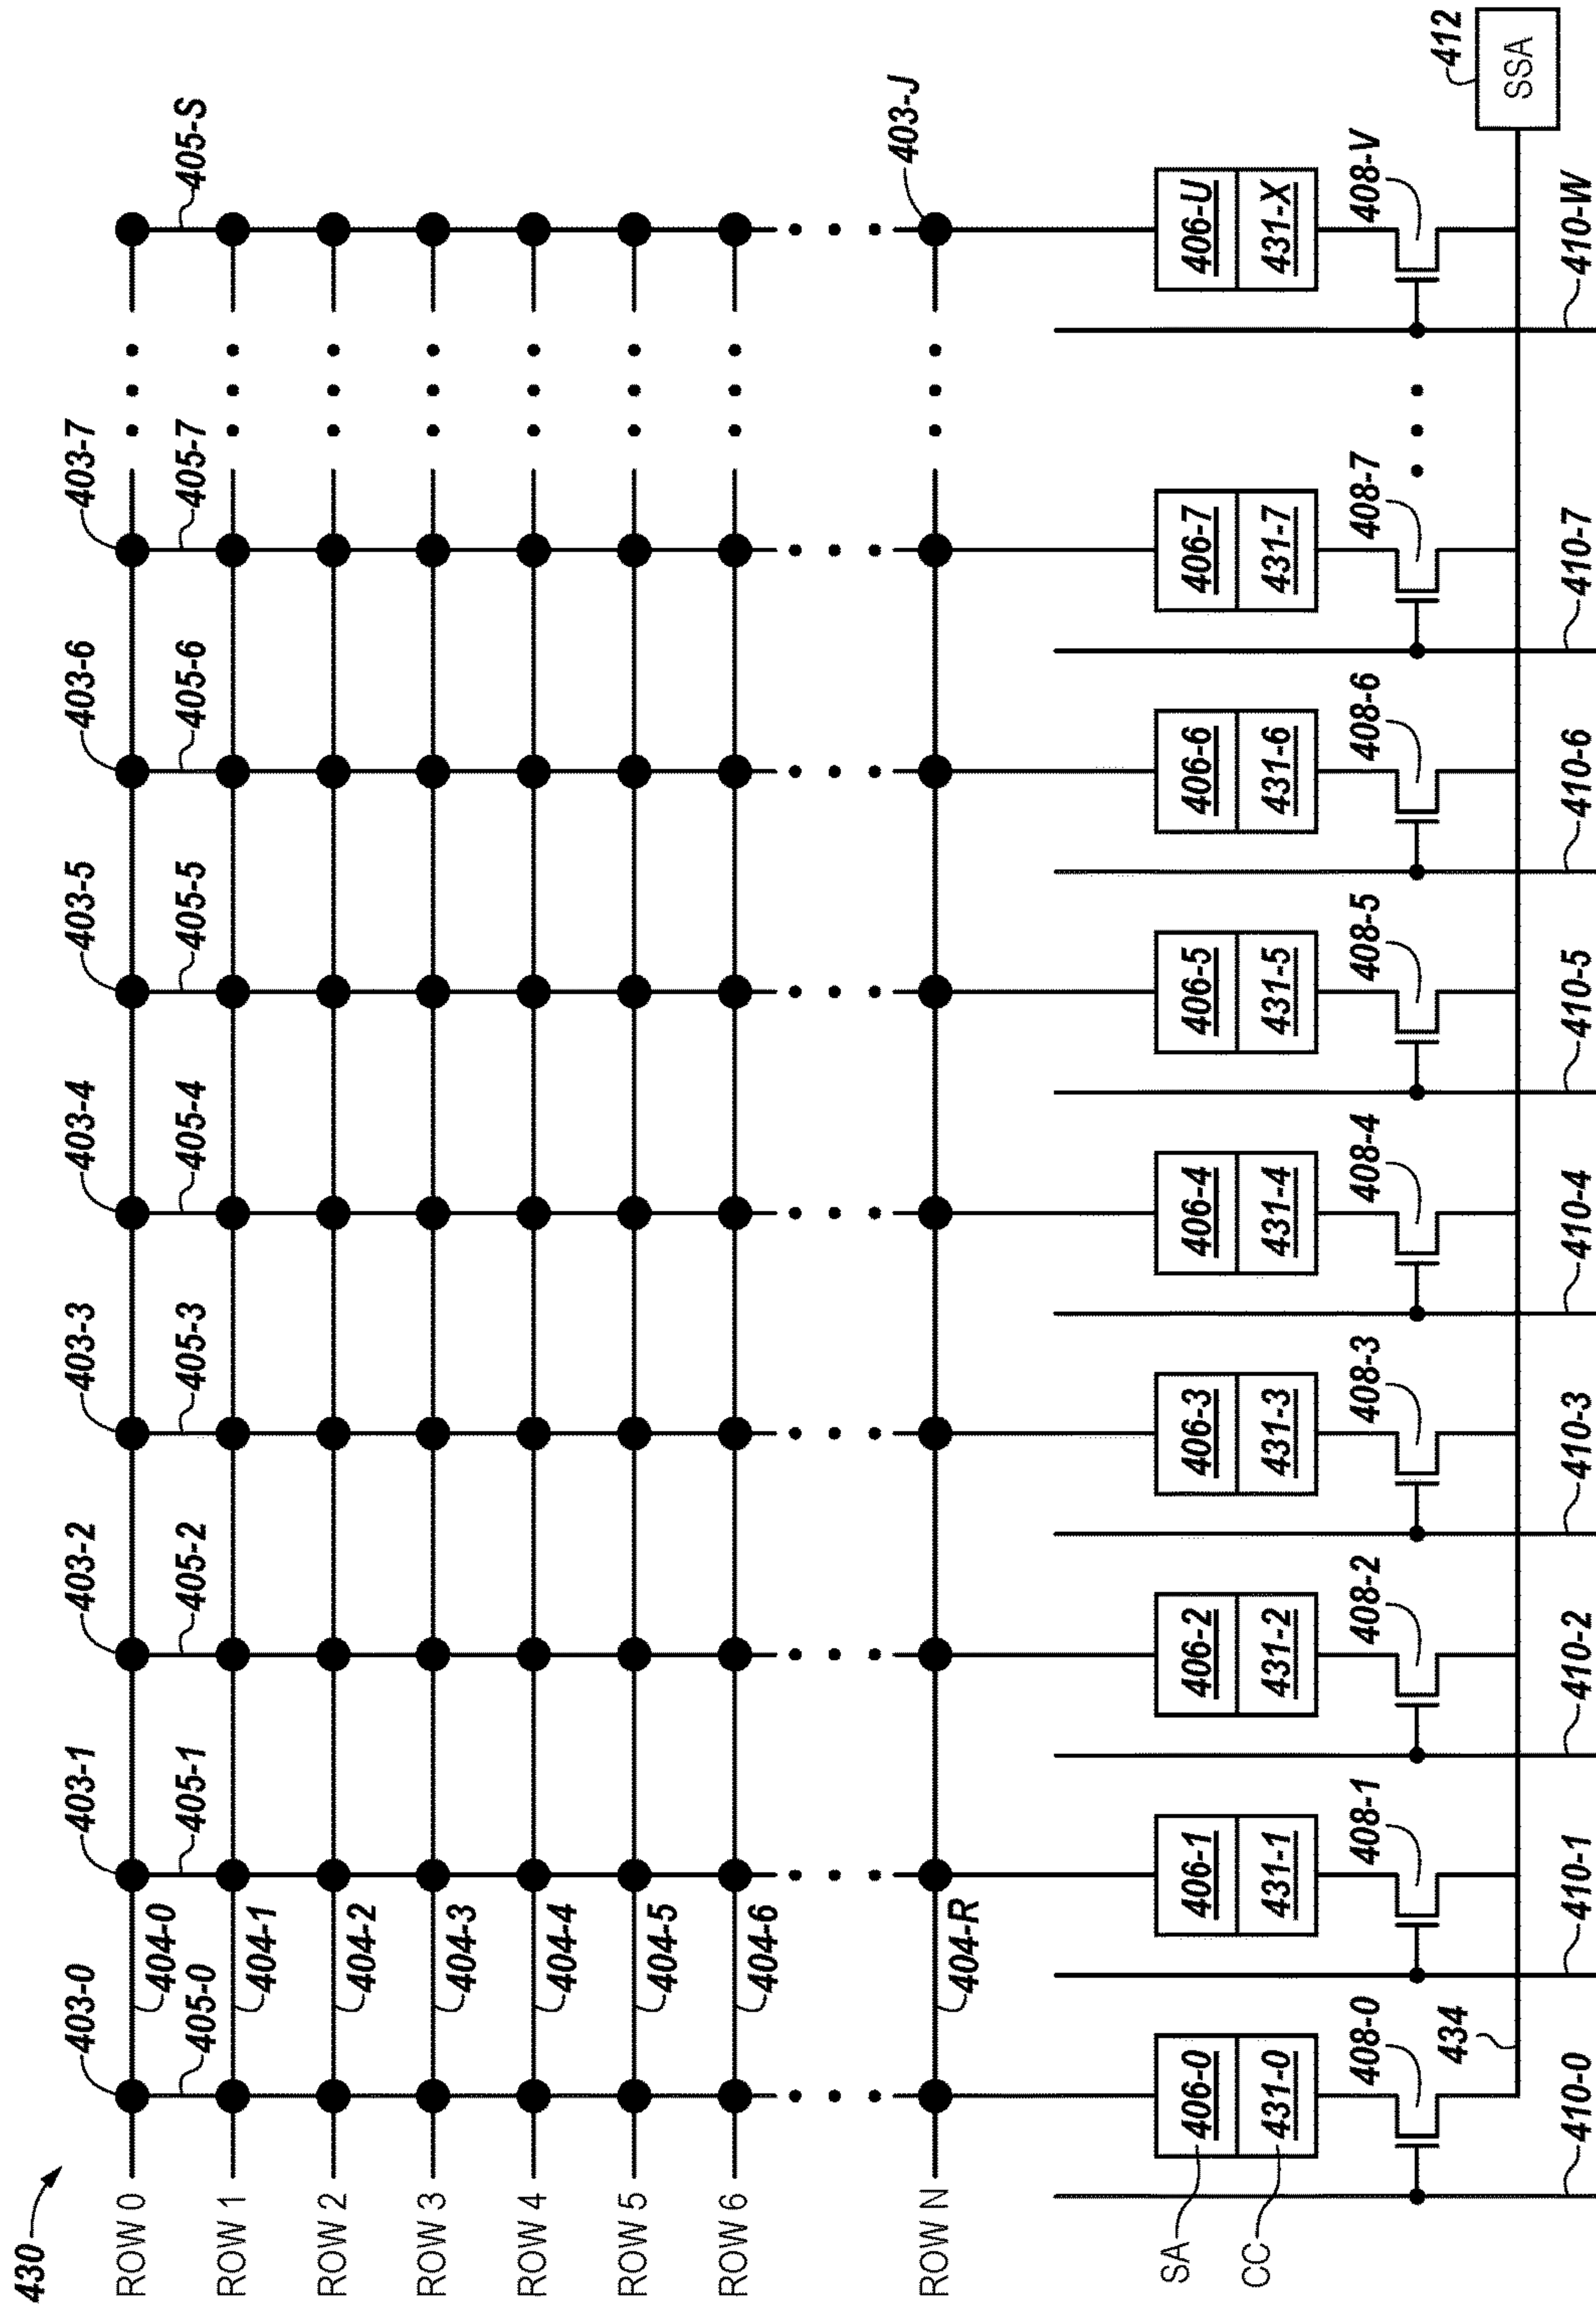 430
403-0 403-1 403-2 403-3 403-4 403-5 403-6 403-7
ROW 0
404-0
405-0 405-1 405-2 405-3 405-4 405-5 405-6 405-7 405-S
ROW 1
404-1
ROW 2
404-2
ROW 3
404-3
ROW 4
404-4
ROW 5
404-5
ROW 6
404-6
403-J
ROW N
404-R
SA
406-0 406-1 406-2 406-3 406-4 406-5 406-6 406-7 406-U
CC
431-0 431-1 431-2 431-3 431-4 431-5 431-6 431-7 431-X
408-0 408-1 408-2 408-3 408-4 408-5 408-6 408-7 408-V
434
412
SSA
410-0 410-1 410-2 410-3 410-4 410-5 410-6 410-7 410-W